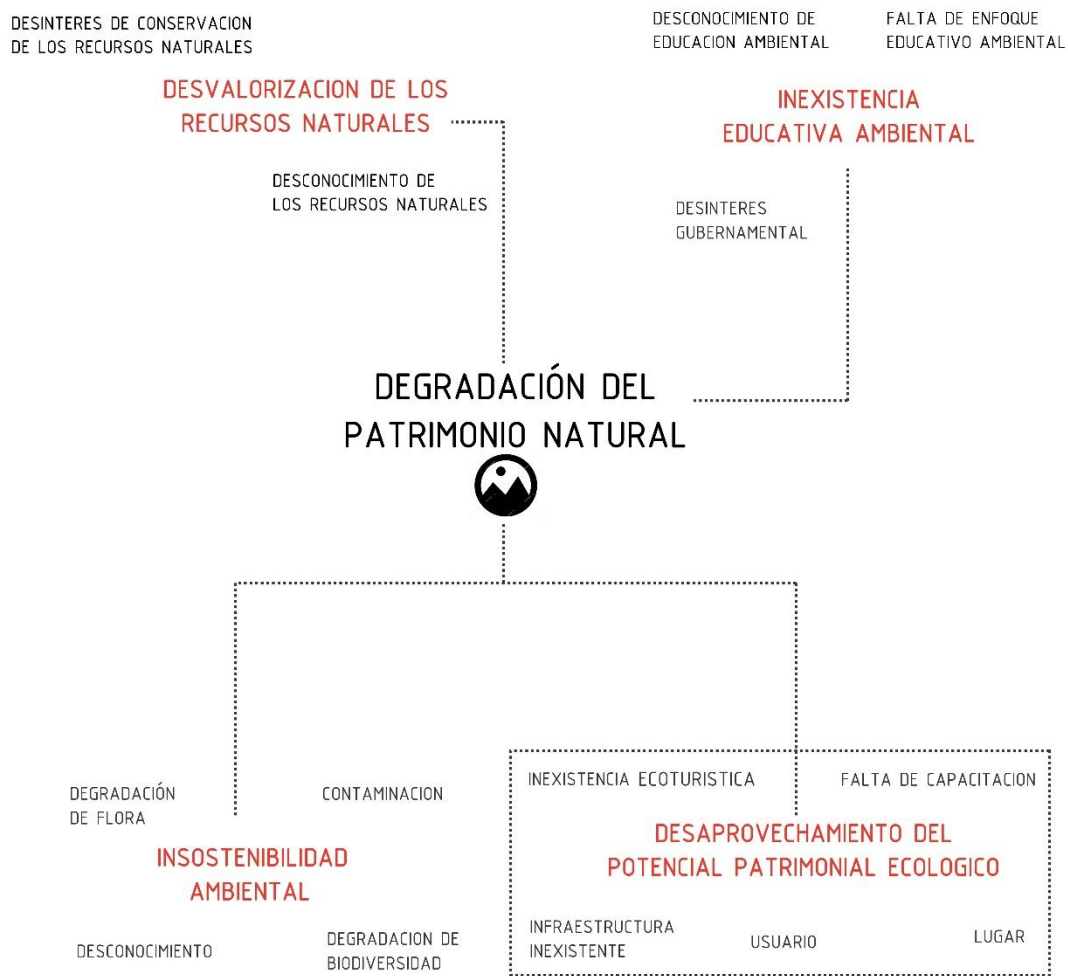 DESINTERES DE CONSERVACION
DE LOS RECURSOS NATURALES
DESVALORIZACION DE LOS
RECURSOS NATURALES
DESCONOCIMIENTO DE
LOS RECURSOS NATURALES
DESCONOCIMIENTO DE
EDUCACION AMBIENTAL
FALTA DE ENFOQUE
EDUCATIVO AMBIENTAL
INEXISTENCIA
EDUCATIVA AMBIENTAL
DESINTERES
GUBERNAMENTAL
DEGRADACIÓN DEL
PATRIMONIO NATURAL
DEGRADACIÓN
DE FLORA
CONTAMINACION
INSOSTENIBILIDAD
AMBIENTAL
DESCONOCIMIENTO
DEGRADACION DE
BIODIVERSIDAD
INEXISTENCIA ECOTURISTICA
FALTA DE CAPACITACION
DESAPROVECHAMIENTO DEL
POTENCIAL PATRIMONIAL ECOLOGICO
INFRAESTRUCTURA
INEXISTENTE
USUARIO
LUGAR